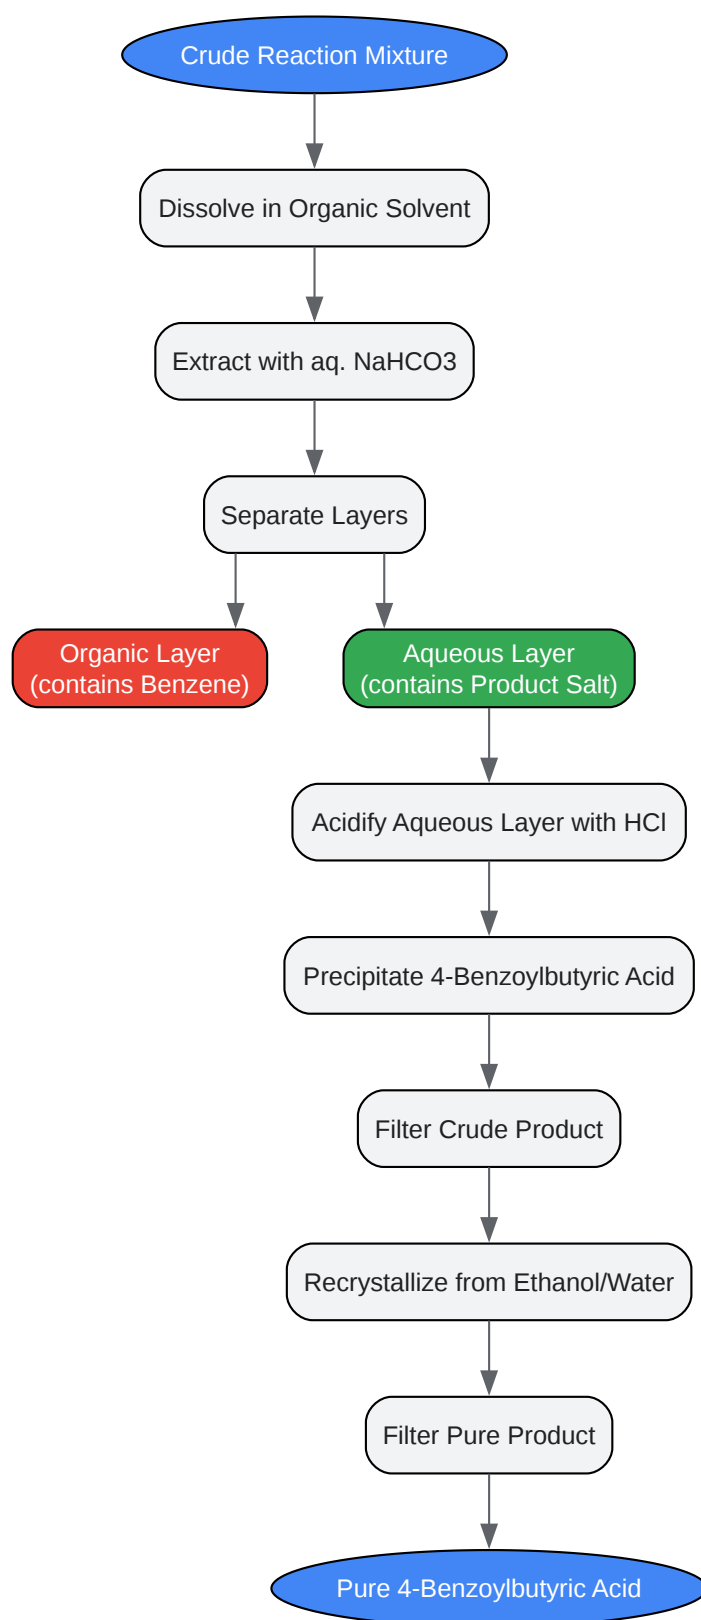 Crude Reaction Mixture
Dissolve in Organic Solvent
Extract with aq. NaHCO3
Separate Layers
Organic Layer
(contains Benzene)
Aqueous Layer
(contains Product Salt)
Acidify Aqueous Layer with HCl
Precipitate 4-Benzoylbutyric Acid
Filter Crude Product
Recrystallize from Ethanol/Water
Filter Pure Product
Pure 4-Benzoylbutyric Acid